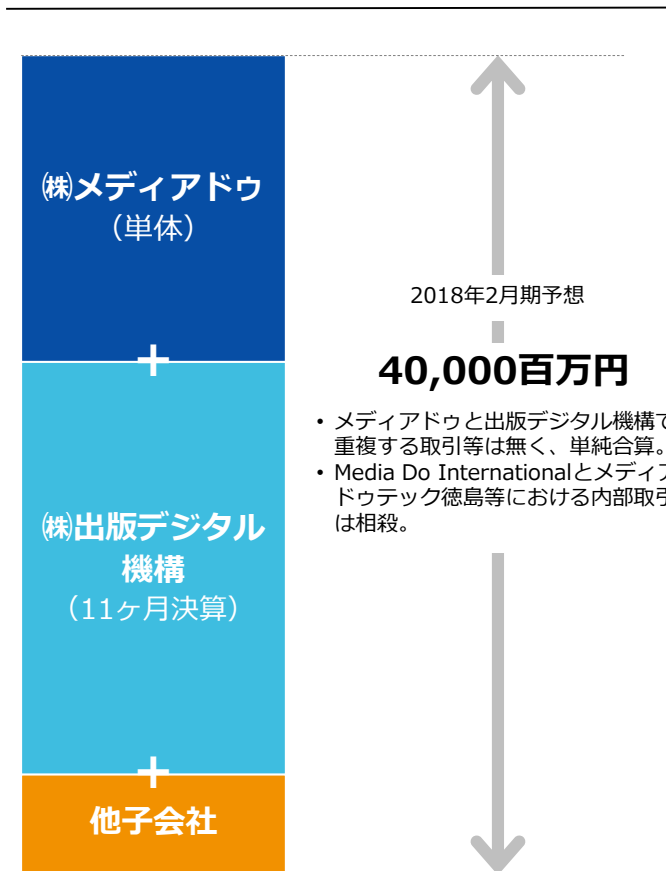 ㈱メディアドゥ
（単体）
+
㈱出版デジタル
機構
（11ヶ月決算）
+
他子会社
2018年2月期予想
40,000百万円
• メディアドゥと出版デジタル機構で
重複する取引等は無く、単純合算。
• Media Do Internationalとメディア
ドゥテック徳島等における内部取引
は相殺。